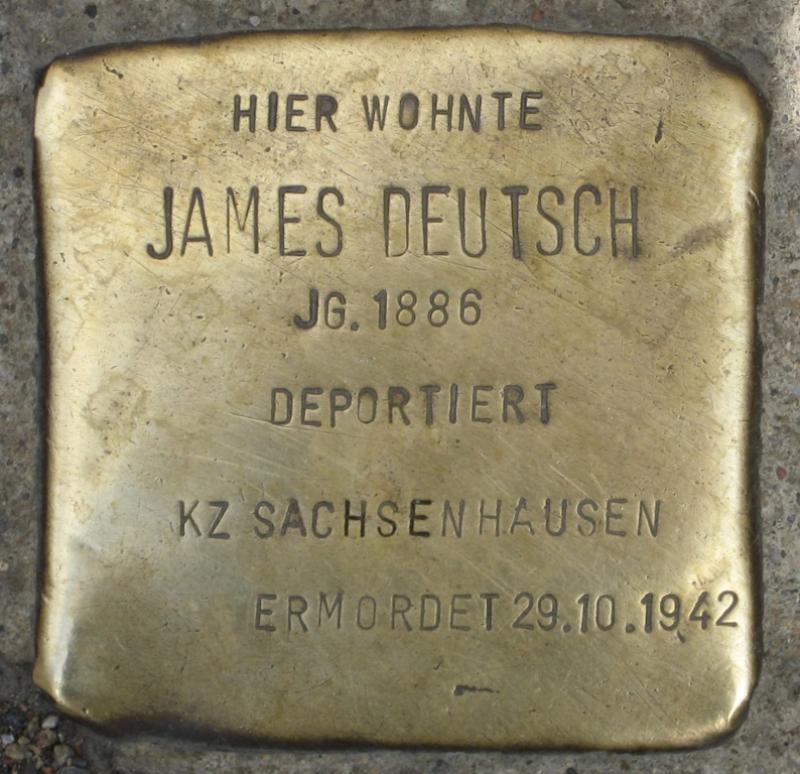 HIER WOHNTE
JAMES DEUTSCH
JG. 1886
DEPORTIERT
KZ SACHSENHAUSEN
ERMORDET 29.10.1942